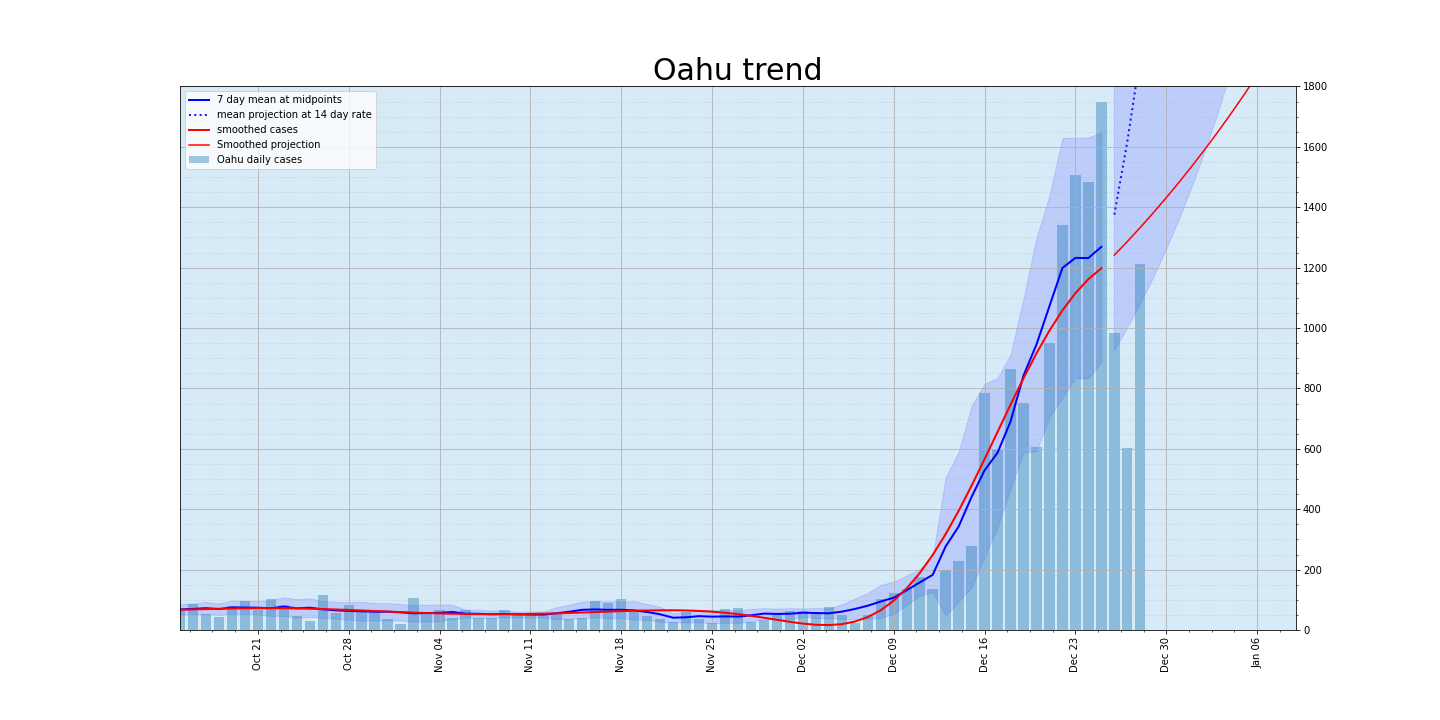 Oahu trend
7 day mean at midpoints
mean projection at 14 day rate
smoothed cases
Smoothed projection
Oahu daily cases
1800
1600
1400
1200
1000
800
600
400
200
0
Oct 21
Oct 28
Nov 04
Nov 11
Nov 18
Nov 25
Dec 02
Dec 09
Dec 16
Dec 23
Dec 30
Jan 06